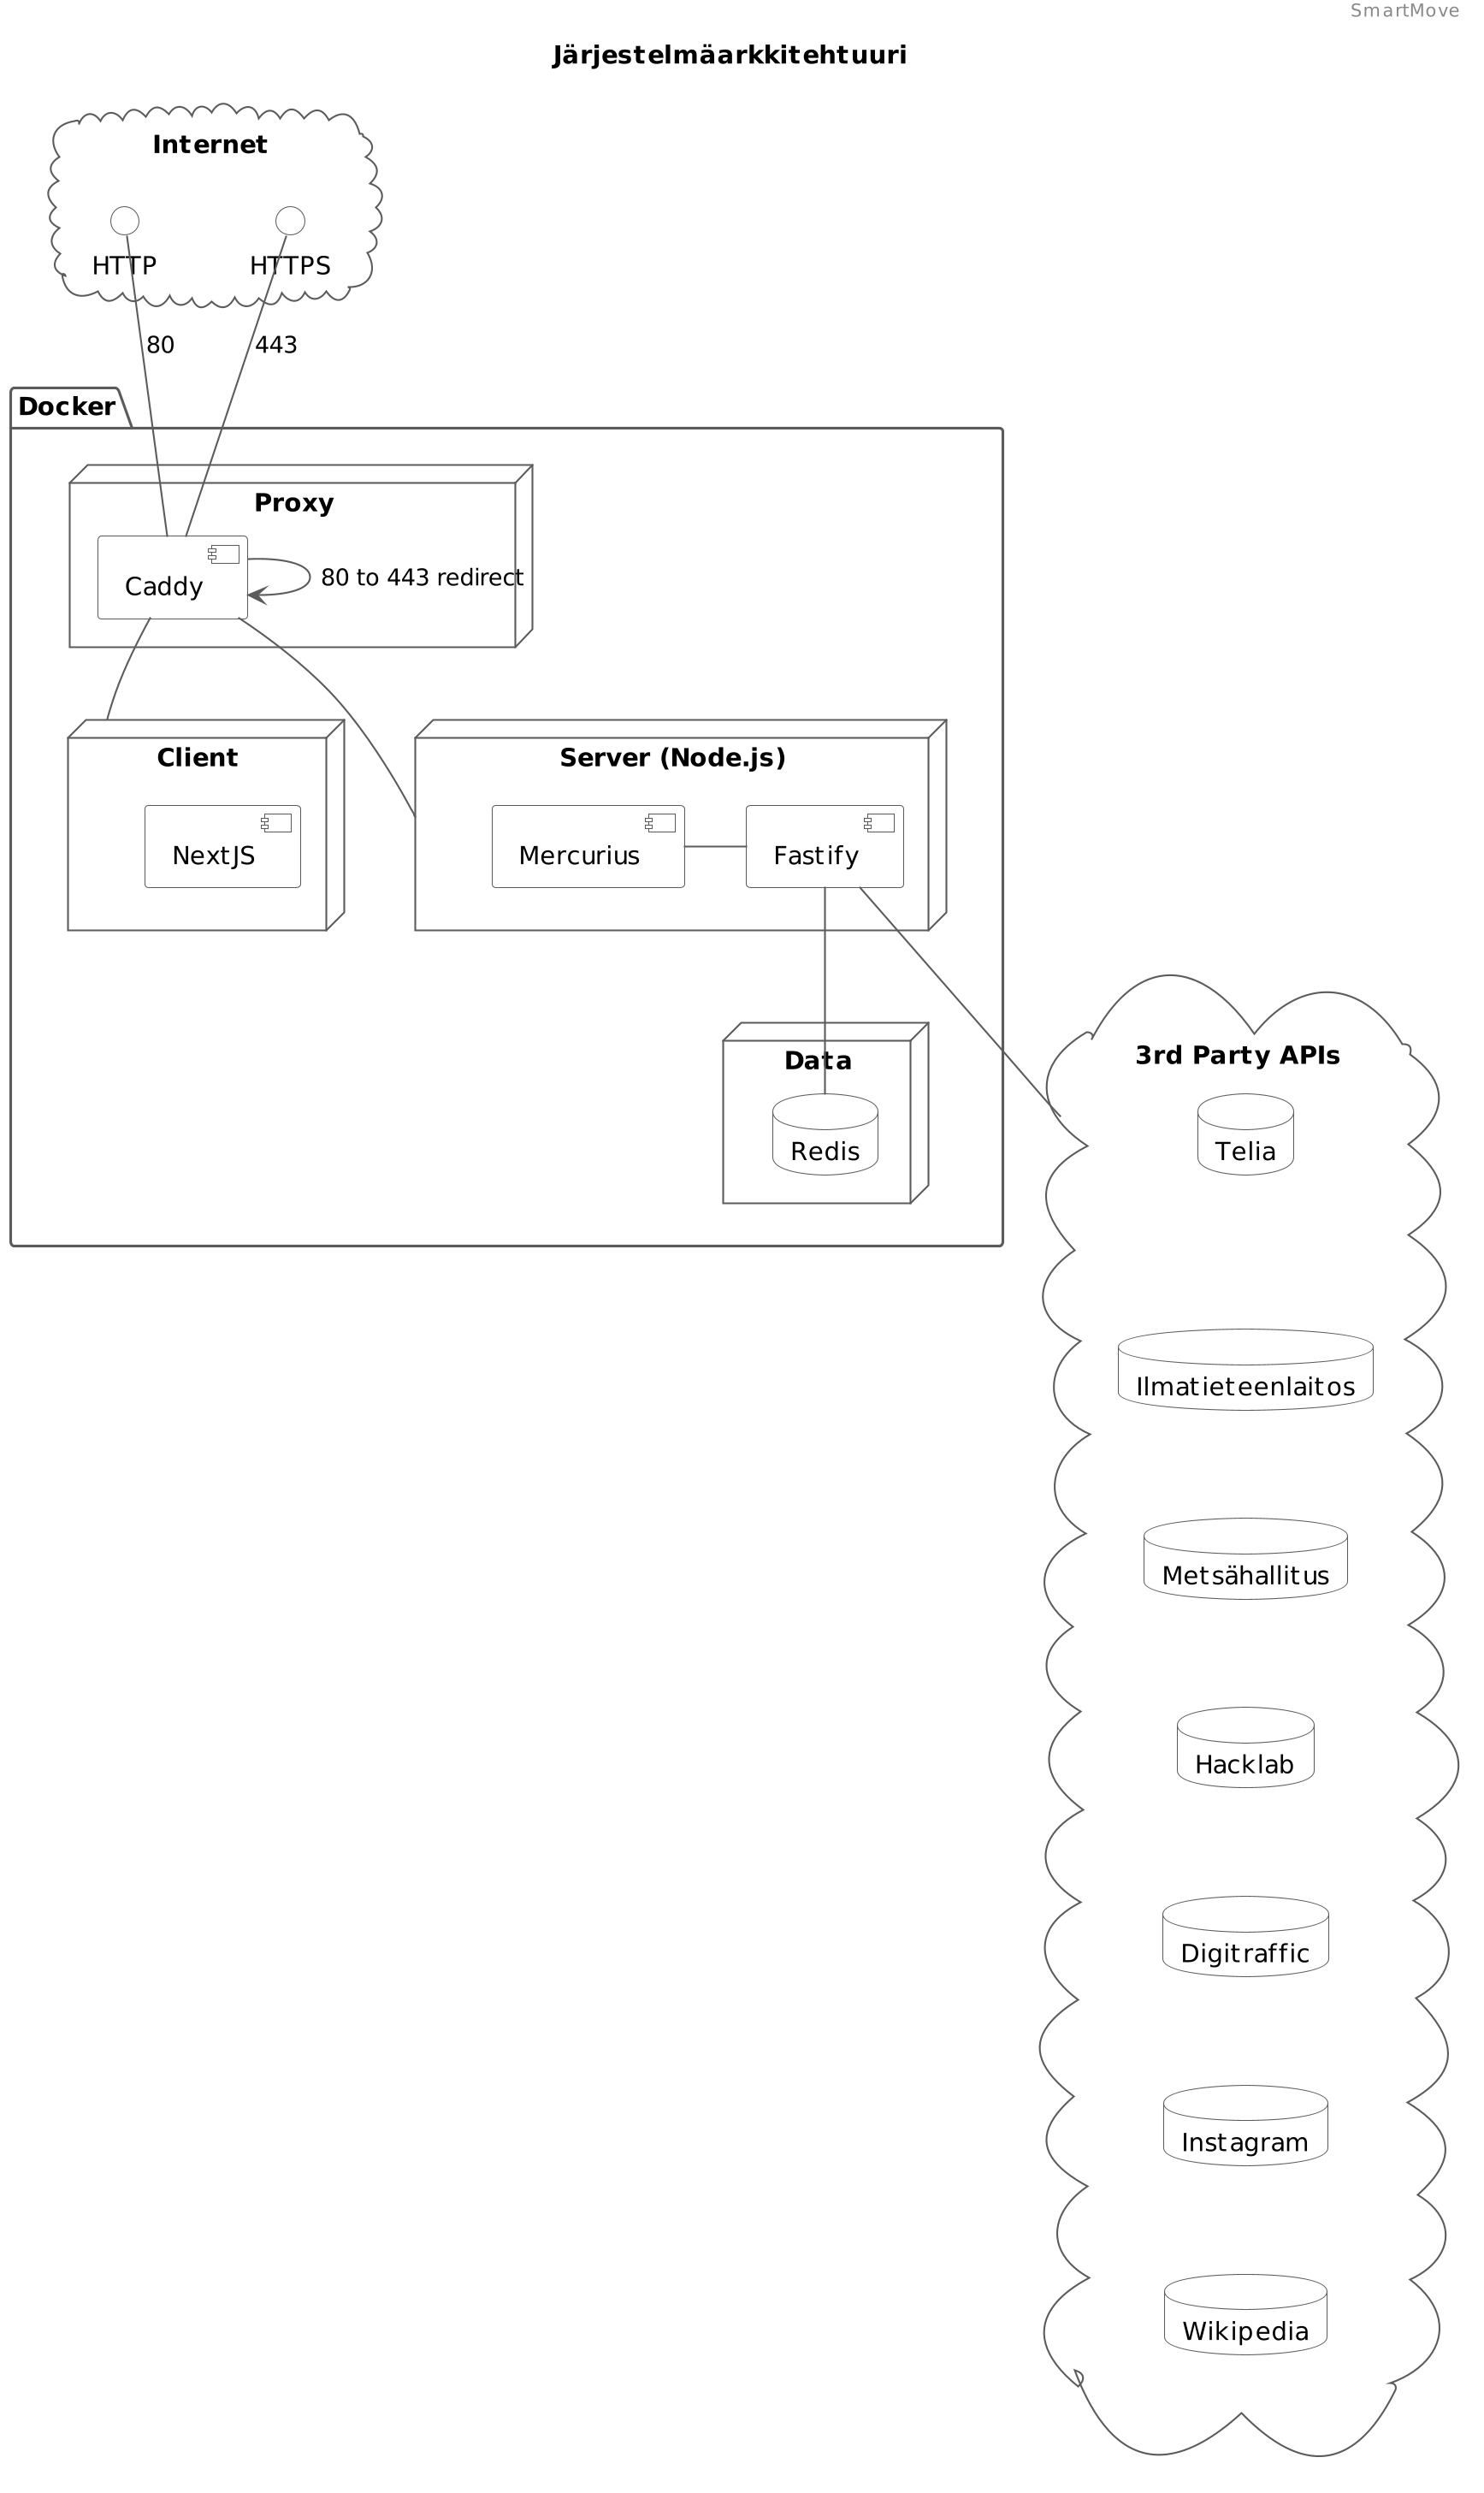 SmartMove
Järjestelmäarkkitehtuuri
Internet
HTTP
HTTPS
80
443
Docker
Proxy
Caddy
80 to 443 redirect
Client
NextJS
Server (Node.js)
Mercurius
Fastify
Data
Redis
3rd Party APIs
Telia
Ilmatieteenlaitos
Metsähallitus
Hacklab
Digitraffic
Instagram
Wikipedia